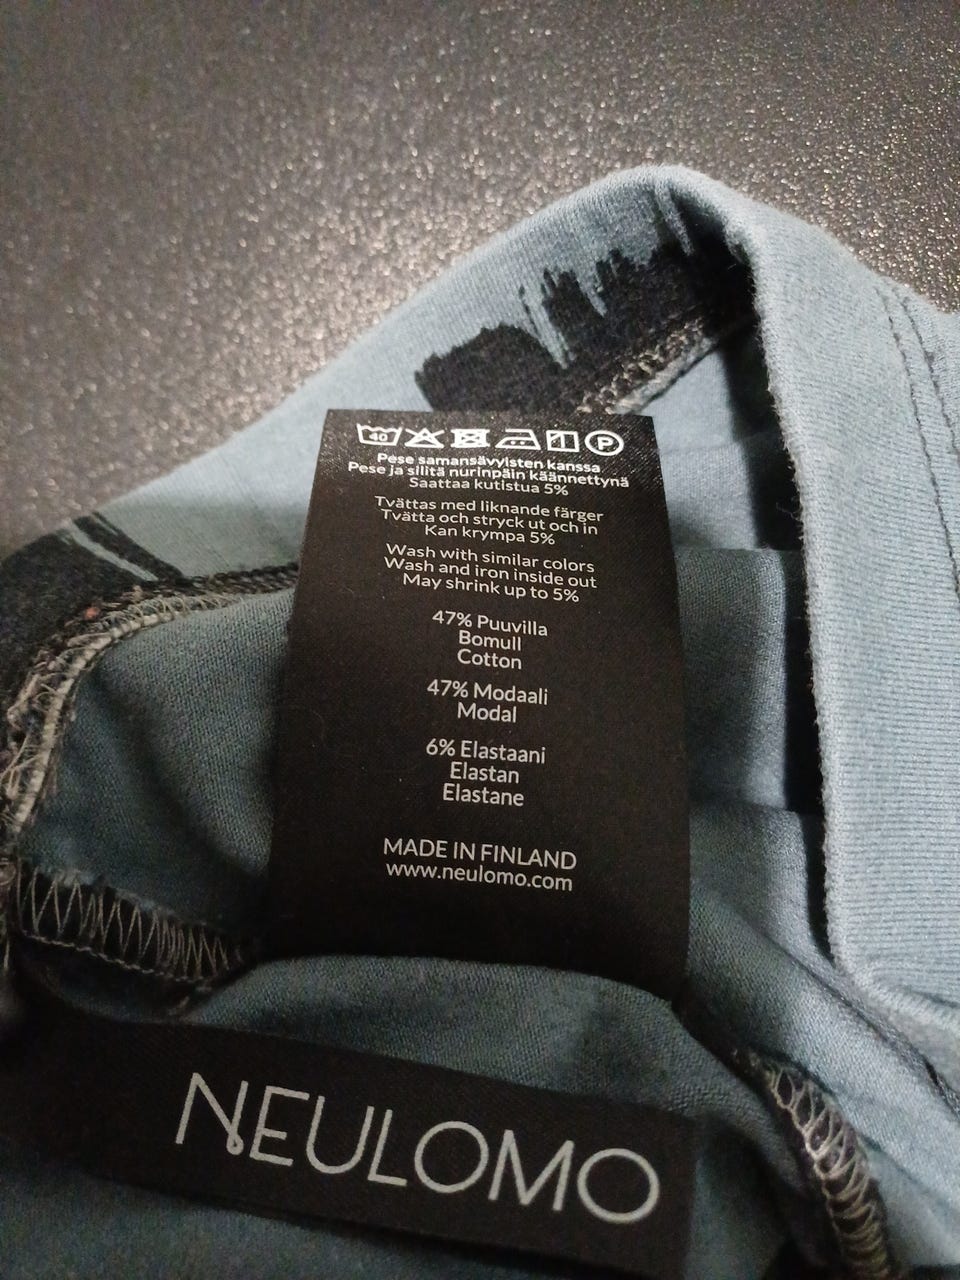 40 P
Pese samansävyisten kanssa
Pese ja silitä nurinpäin käännettynä
Saattaa kutistua 5%
Tvättas med liknande färger
Tvätta och stryck ut och in
Kan krympa 5%
Wash with similar colors
Wash and iron inside out
May shrink up to 5%
47% Puuvilla
Bomull
Cotton
47% Modaali
Modal
6% Elastaani
Elastan
Elastane
MADE IN FINLAND
www.neulomo.com
NEULOMO